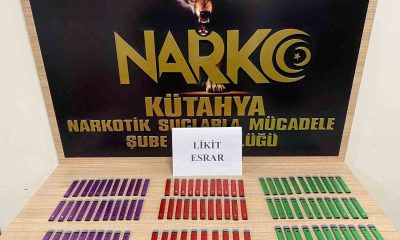 NARKO
KÜTAHYA
NARKOTİK SUÇLARLA MÜCADELE
ŞUBE
LİKİT
ESRAR